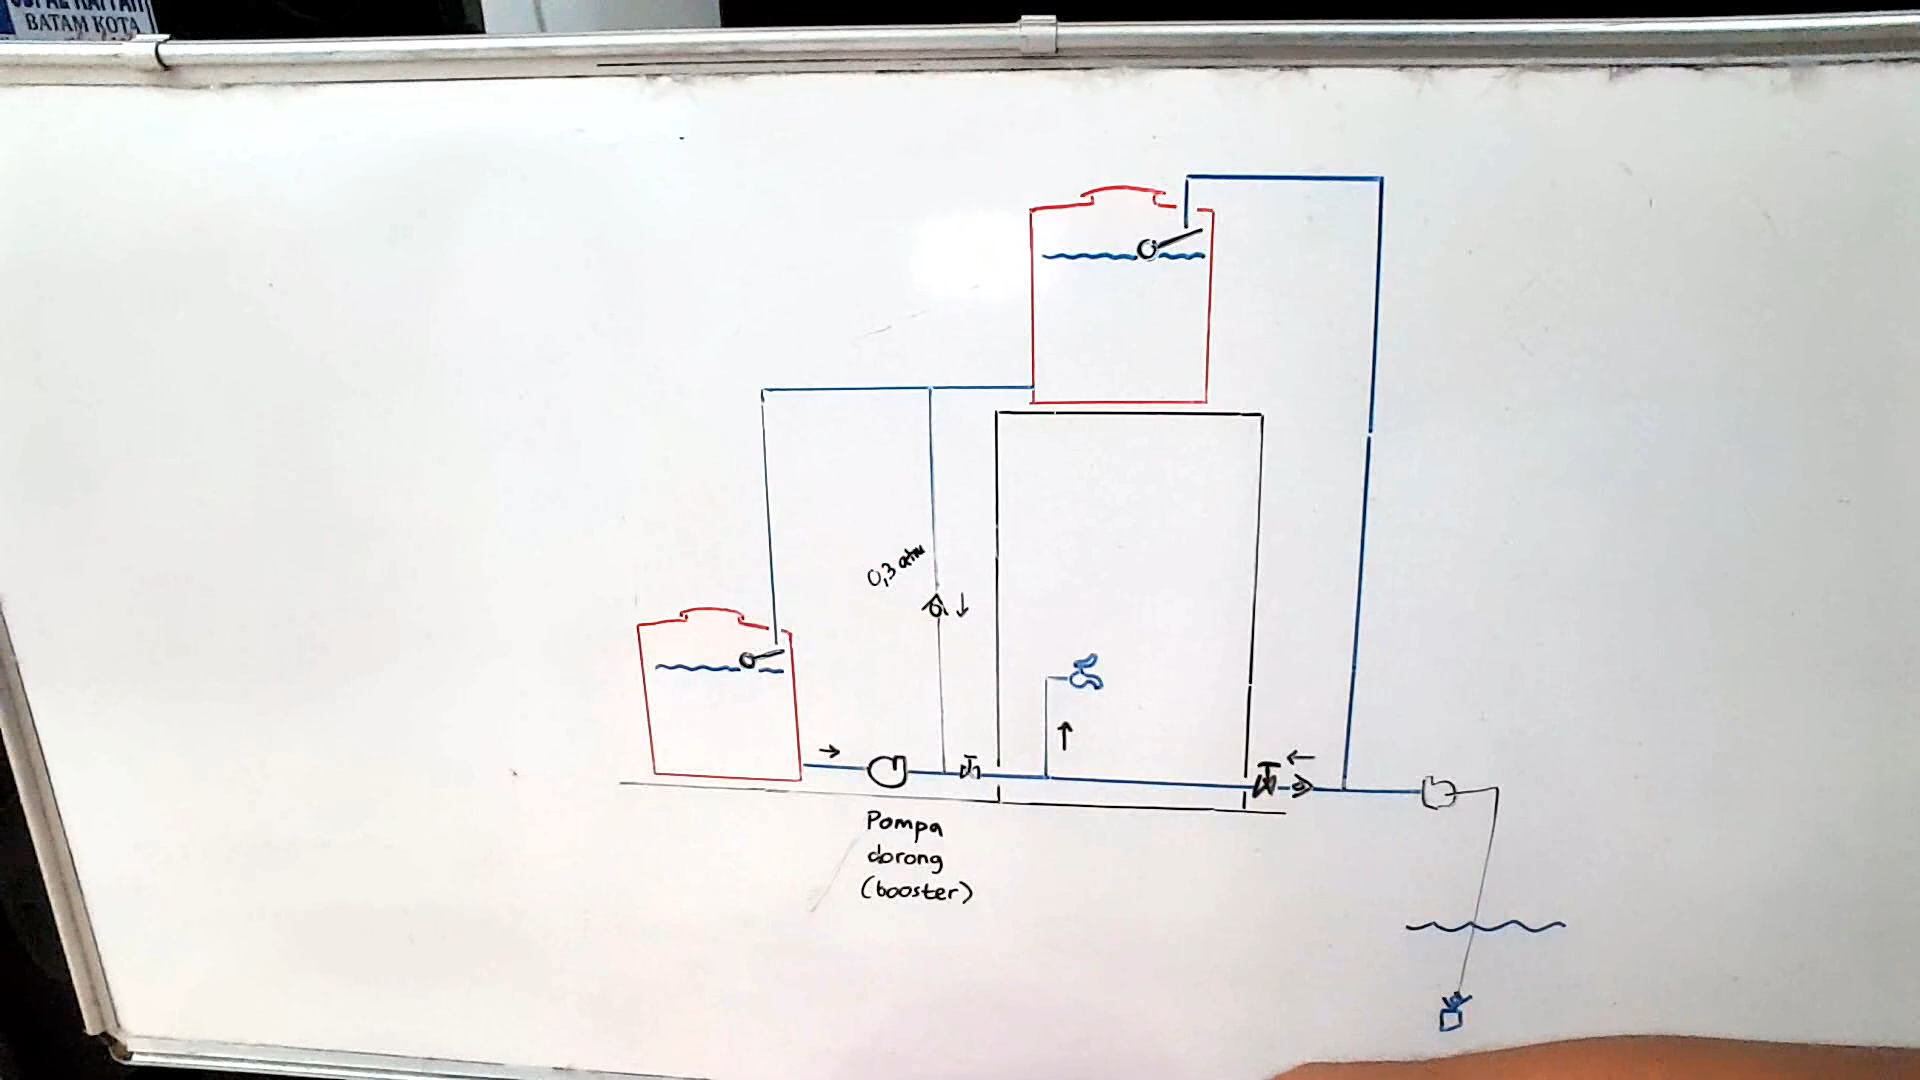 BATAM KOTA
0,3 atm
Pompa
dorong
(booster)